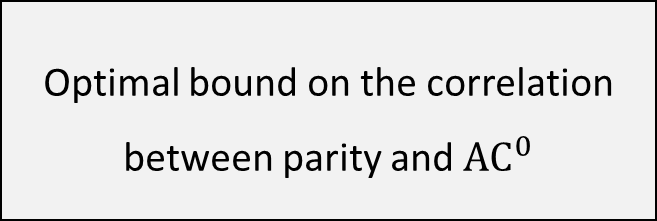 Optimal bound on the correlation
between parity and AC⁰